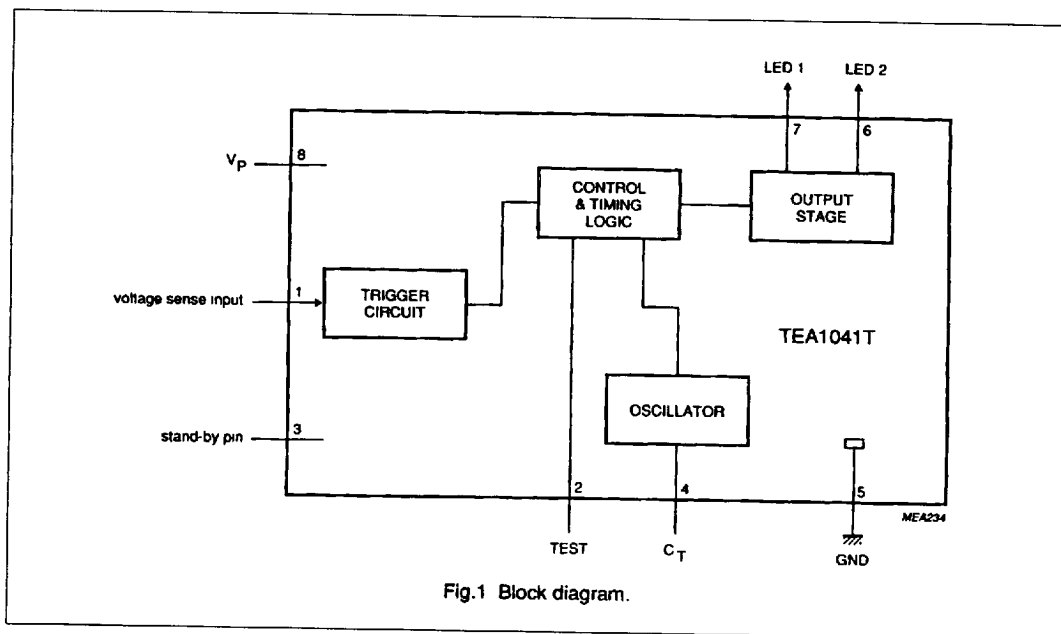 LED 1 LED 2
7 6
8
V_P
CONTROL
& TIMING
LOGIC
OUTPUT
STAGE
voltage sense input
1
TRIGGER
CIRCUIT
TEA1041T
OSCILLATOR
stand-by pin
3
2 4 5
MEA234
TEST C_T GND
Fig.1 Block diagram.